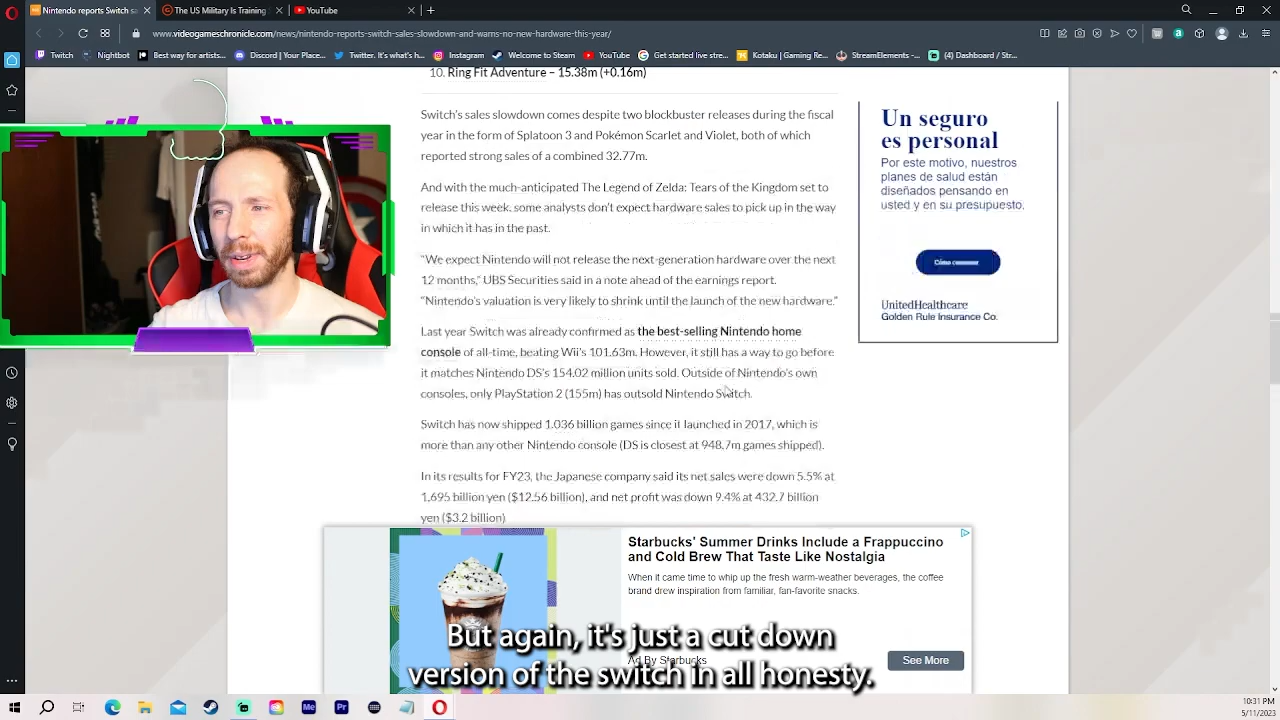 Nintendo reports Switch sa
The US Military Is Training
YouTube
www.videogameschronicle.com/news/nintendo-reports-switch-sales-slowdown-and-warns-no-new-hardware-this-year/
Twitch
Nightbot
Best way for artists...
Discord | Your Place...
Twitter
Instagram
Steam
YouTube
Get started live stre...
Kotaku | Gaming Re...
StreamElements -...
(4) Dashboard / Str...
10. Ring Fit Adventure – 15.38m (+0.16m)
Switch's sales slowdown comes despite two blockbuster releases during the fiscal
year in the form of Splatoon 3 and Pokémon Scarlet and Violet, both of which
reported strong sales of a combined 32.77m.
And with the much-anticipated The Legend of Zelda: Tears of the Kingdom set to
release this week, some analysts don't expect hardware sales to pick up in the way
in which it has in the past.
“We expect Nintendo will not release the next-generation hardware over the next
12 months,” UBS Securities said in a note ahead of the earnings report.
“Nintendo's valuation is very likely to shrink until the launch of the new hardware.”
Last year Switch was already confirmed as the best-selling Nintendo home
console of all-time, beating Wii's 101.63m. However, it still has a way to go before
it matches Nintendo DS's 154.02 million units sold. Outside of Nintendo's own
consoles, only PlayStation 2 (155m) has outsold Nintendo Switch.
Switch has now shipped 1.036 billion games since it launched in 2017, which is
more than any other Nintendo console (DS is closest at 948.7m games shipped).
In its results for FY23, the Japanese company said its net sales were down 5.5% at
1,695 billion yen ($12.56 billion), and net profit was down 9.4% at 432.7 billion
yen ($3.2 billion)
Un seguro
es personal
Por este motivo, nuestros
planes de salud están
diseñados pensando en
usted y en su presupuesto.
UnitedHealthcare
Golden Rule Insurance Co.
Starbucks' Summer Drinks Include a Frappuccino
and Cold Brew That Taste Like Nostalgia
When it came time to whip up the fresh warm-weather beverages, the coffee
brand drew inspiration from familiar, fan-favorite snacks.
Ad By Starbucks
See More
But again, it's just a cut down
version of the switch in all honesty.
Me
Pr
10:31 PM
5/11/2023